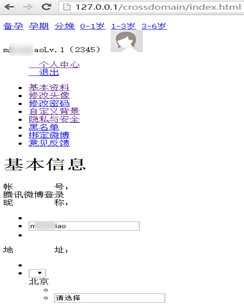 127.0.0.1/crossdomain/index.html
备孕 孕期 分娩 0-1岁 1-3岁 3-6岁
aoLv.1 (2345)
个人中心
退出
基本资料
修改头像
修改密码
自定义背景
隐私与安全
黑名单
绑定微博
意见反馈
基本信息
帐 号:
腾讯微博登录
昵 称:
iao
地 址:
北京
请选择